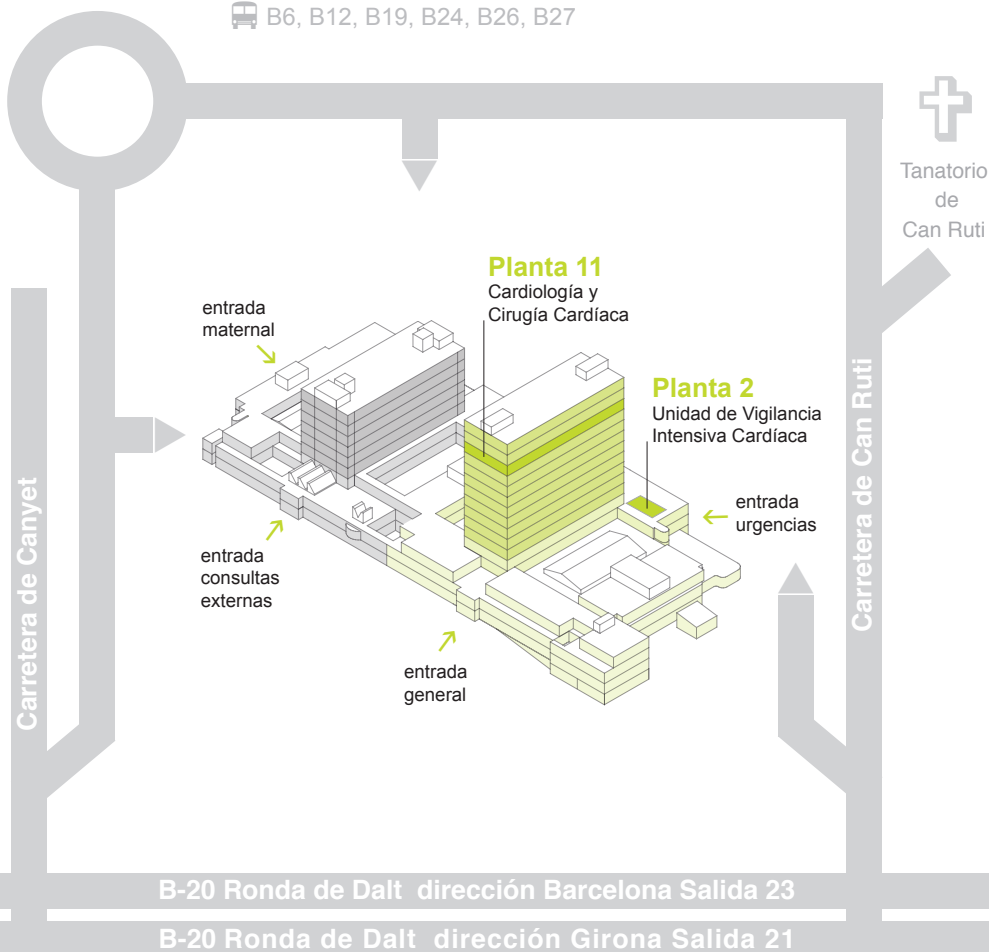 B6, B12, B19, B24, B26, B27
Tanatorio
de
Can Ruti
Planta 11
Cardiología y
Cirugía Cardíaca
entrada
maternal
Planta 2
Unidad de Vigilancia
Intensiva Cardíaca
entrada
urgencias
entrada
consultas
externas
entrada
general
Carretera de Canyet
Carretera de Can Ruti
B-20 Ronda de Dalt dirección Barcelona Salida 23
B-20 Ronda de Dalt dirección Girona Salida 21